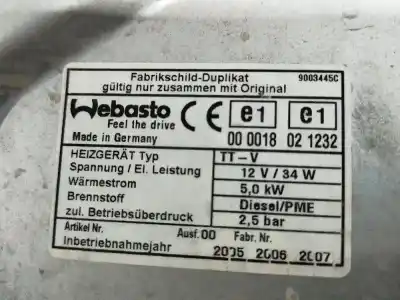 Fabrikschild-Duplikat 9003445C
gültig nur zusammen mit Original
Webasto CE e1 e1
Feel the drive
Made in Germany 00 0018 02 1232
HEIZGERÄT Typ TT-V
Spannung / El. Leistung 12 V / 34 W
Wärmestrom 5,0 kW
Brennstoff Diesel/PME
zul. Betriebsüberdruck 2,5 bar
Artikel Nr. Ausf.00 Fabr. Nr.
Inbetriebnahmejahr 2005 2006 2007